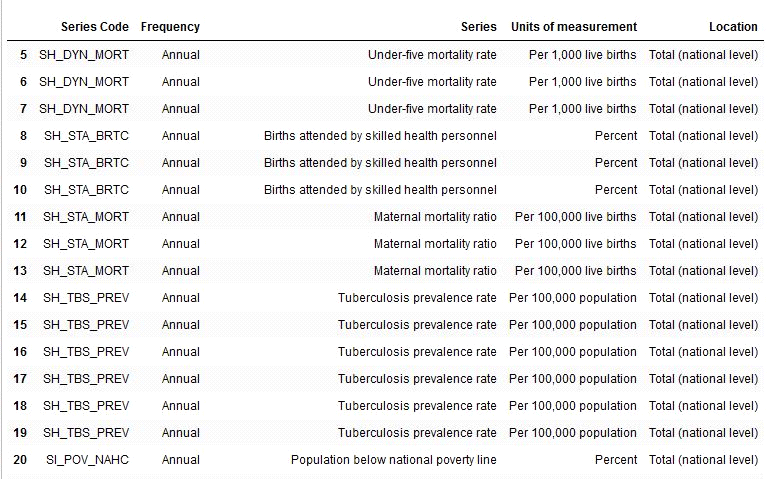 Series Code Frequency Series Units of measurement Location
5 SH_DYN_MORT Annual Under-five mortality rate Per 1,000 live births Total (national level)
6 SH_DYN_MORT Annual Under-five mortality rate Per 1,000 live births Total (national level)
7 SH_DYN_MORT Annual Under-five mortality rate Per 1,000 live births Total (national level)
8 SH_STA_BRTC Annual Births attended by skilled health personnel Percent Total (national level)
9 SH_STA_BRTC Annual Births attended by skilled health personnel Percent Total (national level)
10 SH_STA_BRTC Annual Births attended by skilled health personnel Percent Total (national level)
11 SH_STA_MORT Annual Maternal mortality ratio Per 100,000 live births Total (national level)
12 SH_STA_MORT Annual Maternal mortality ratio Per 100,000 live births Total (national level)
13 SH_STA_MORT Annual Maternal mortality ratio Per 100,000 live births Total (national level)
14 SH_TBS_PREV Annual Tuberculosis prevalence rate Per 100,000 population Total (national level)
15 SH_TBS_PREV Annual Tuberculosis prevalence rate Per 100,000 population Total (national level)
16 SH_TBS_PREV Annual Tuberculosis prevalence rate Per 100,000 population Total (national level)
17 SH_TBS_PREV Annual Tuberculosis prevalence rate Per 100,000 population Total (national level)
18 SH_TBS_PREV Annual Tuberculosis prevalence rate Per 100,000 population Total (national level)
19 SH_TBS_PREV Annual Tuberculosis prevalence rate Per 100,000 population Total (national level)
20 SI_POV_NAHC Annual Population below national poverty line Percent Total (national level)